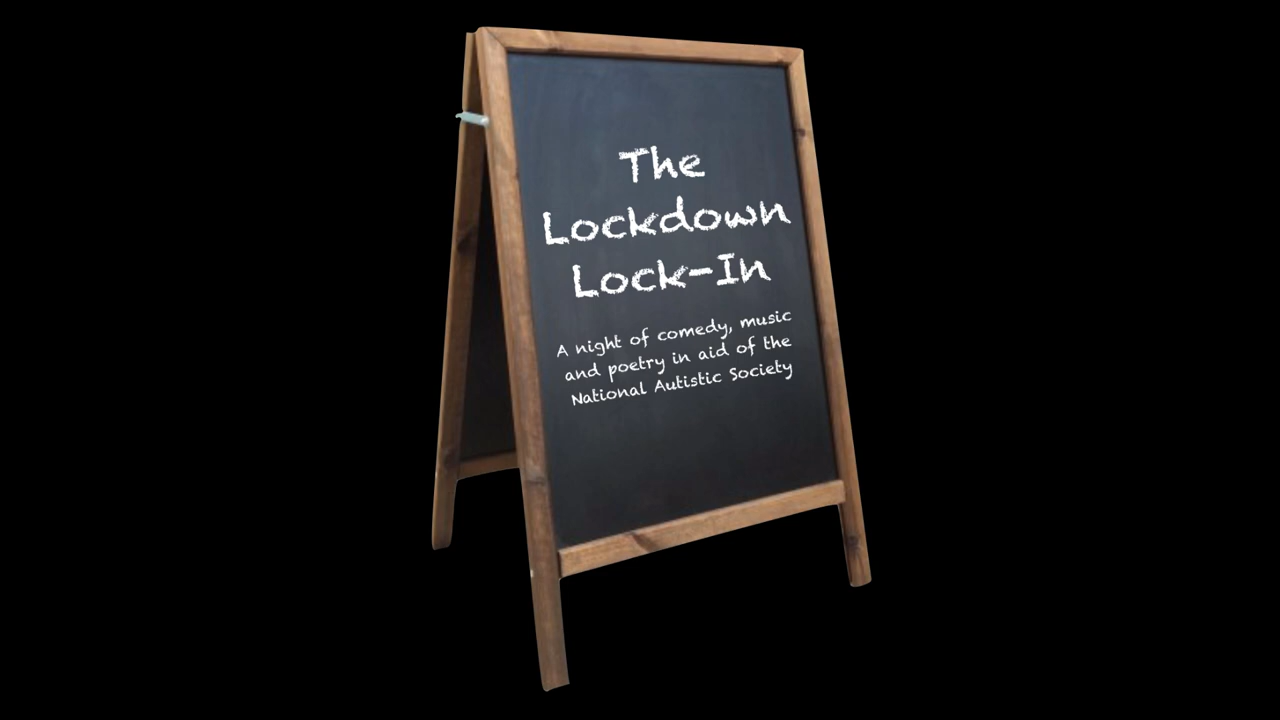 The
Lockdown
Lock-In
A night of comedy, music
and poetry in aid of the
National Autistic Society